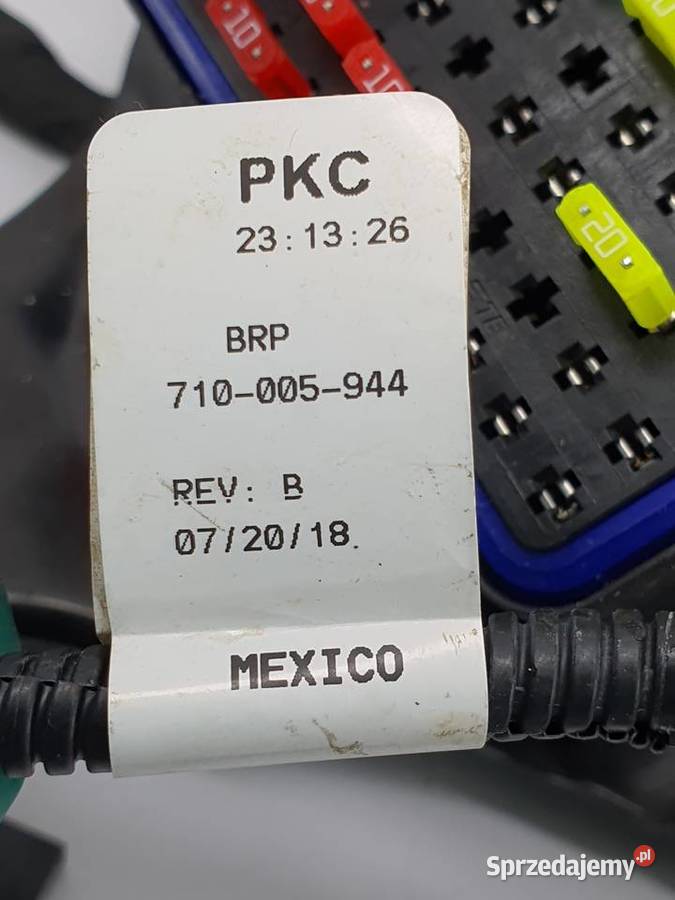 10
10
PKC
23:13:26
20
BRP
710-005-944
REV: B
07/20/18
MEXICO
Sprzedajemy.pl